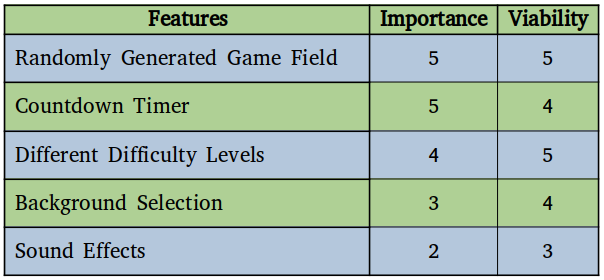 Features Importance Viability
Randomly Generated Game Field 5 5
Countdown Timer 5 4
Different Difficulty Levels 4 5
Background Selection 3 4
Sound Effects 2 3